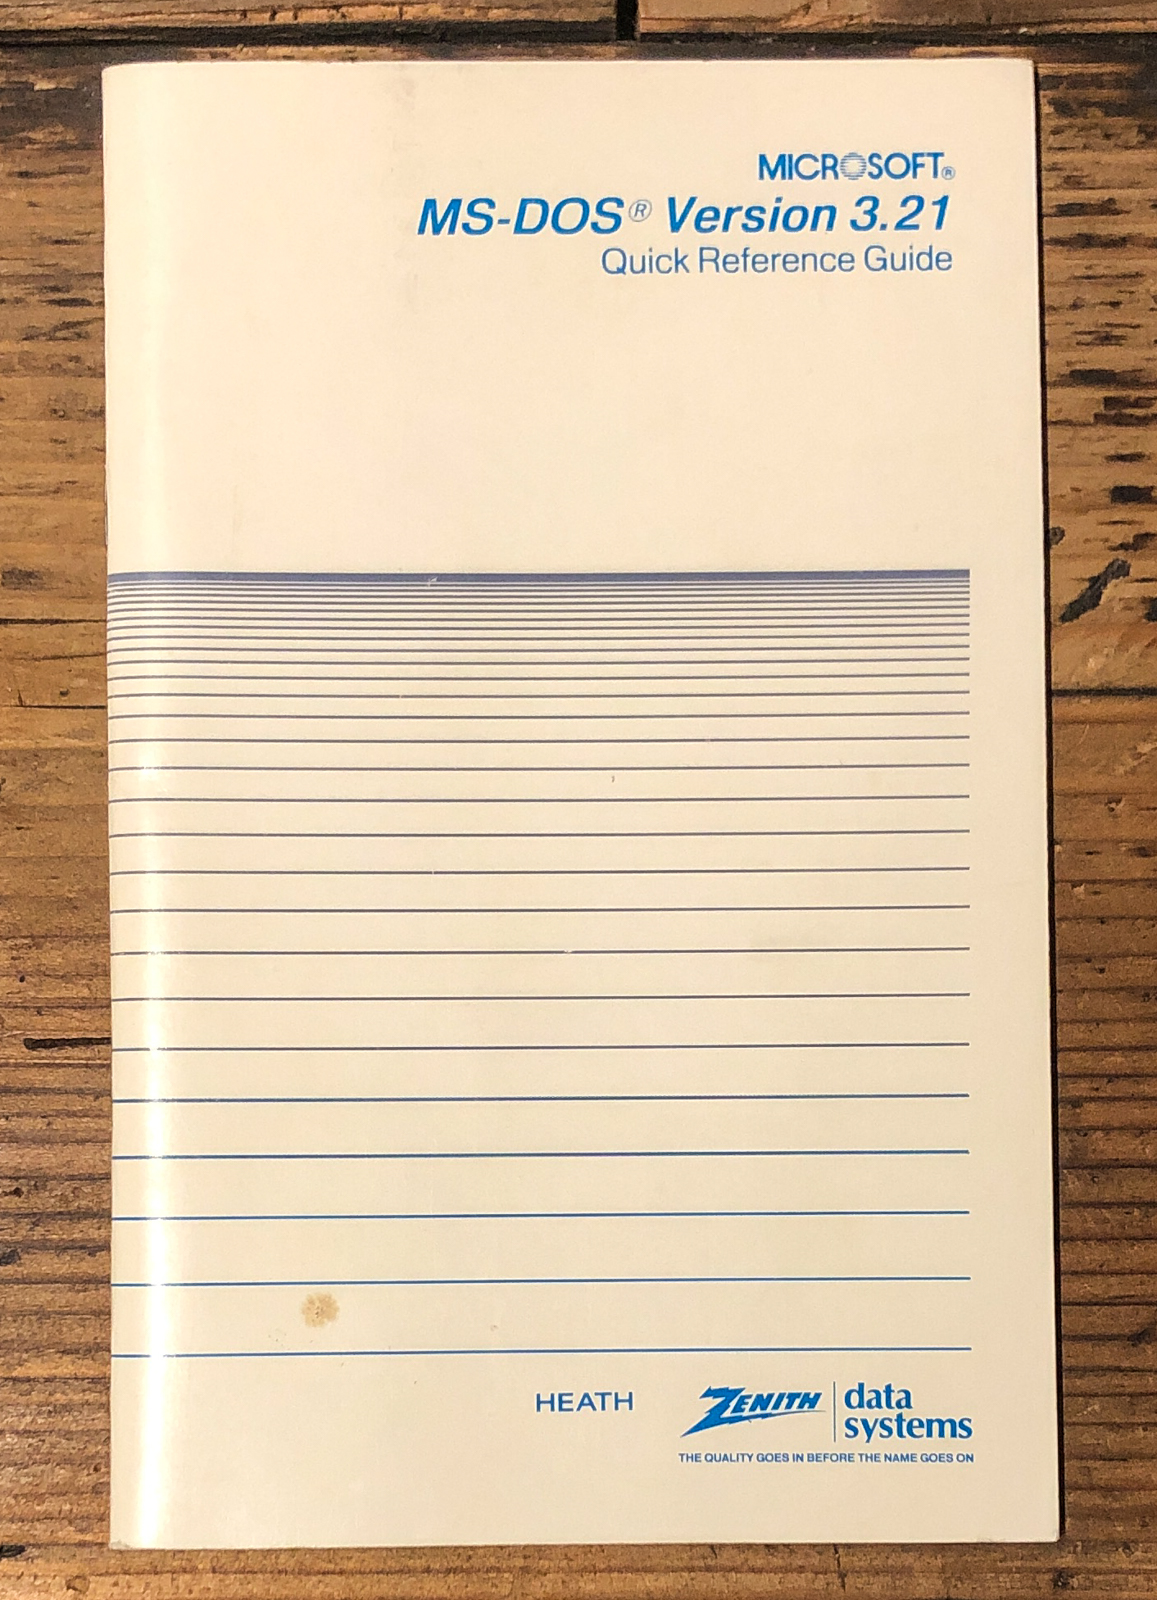 MICROSOFT®
MS-DOS® Version 3.21
Quick Reference Guide
HEATH
ZENITH data systems
THE QUALITY GOES IN BEFORE THE NAME GOES ON